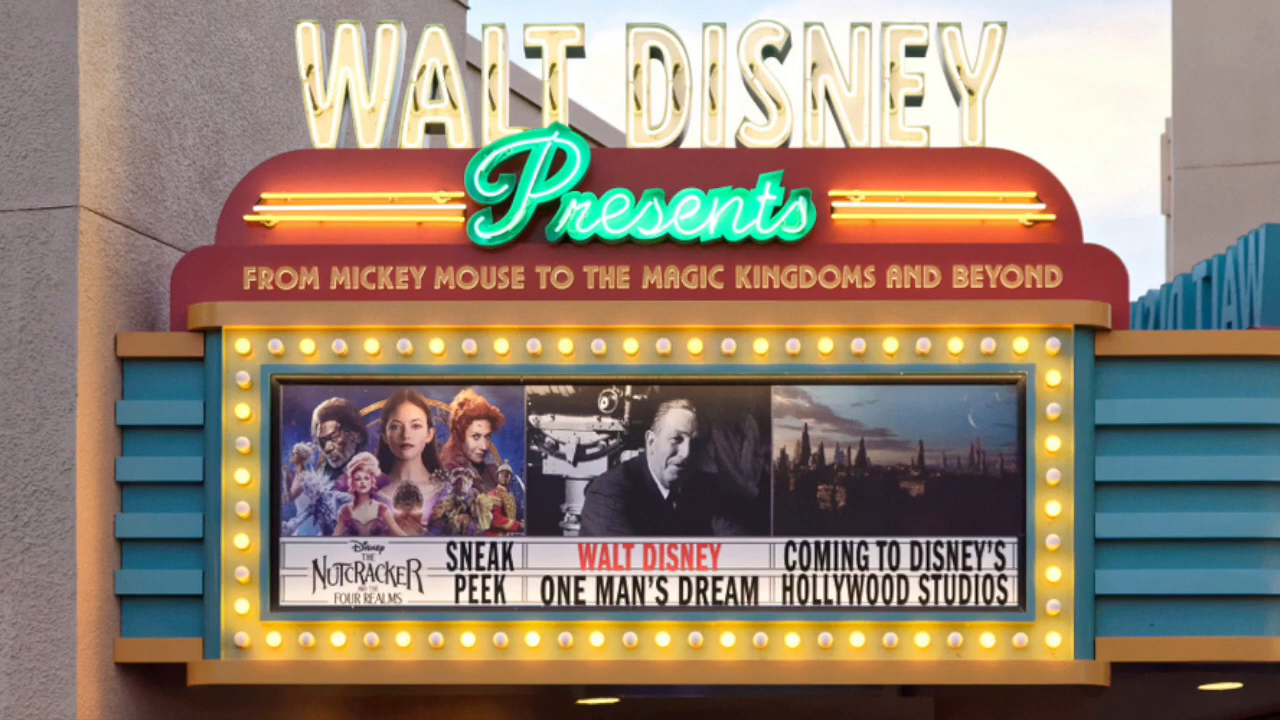 WALT DISNEY
Presents
FROM MICKEY MOUSE TO THE MAGIC KINGDOMS AND BEYOND
Disney
THE
NUTCRACKER
AND THE
FOUR REALMS
SNEAK
PEEK
WALT DISNEY
ONE MAN'S DREAM
COMING TO DISNEY'S
HOLLYWOOD STUDIOS